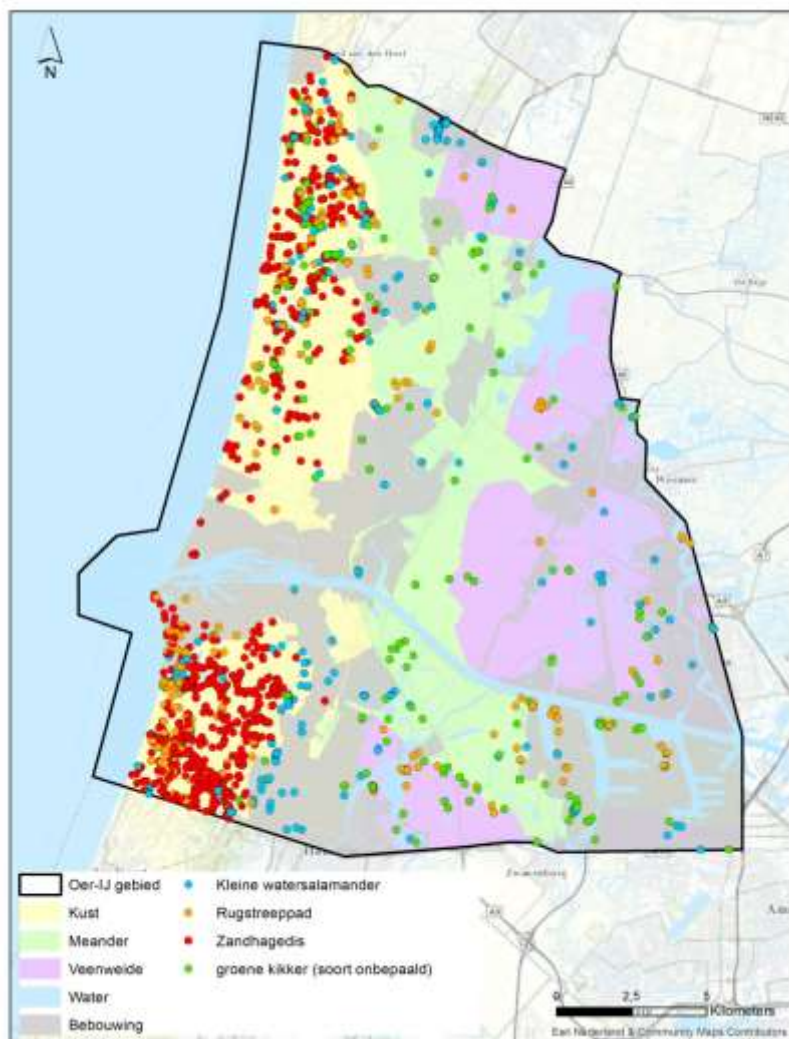 N
Oer-IJ gebied
Kust
Meander
Veenweide
Water
Bebouwing
Kleine watersalamander
Rugstreeppad
Zandhagedis
groene kikker (soort onbepaald)
0 2,5 5
Kilometers
Esri Nederland & Community Maps Contributors